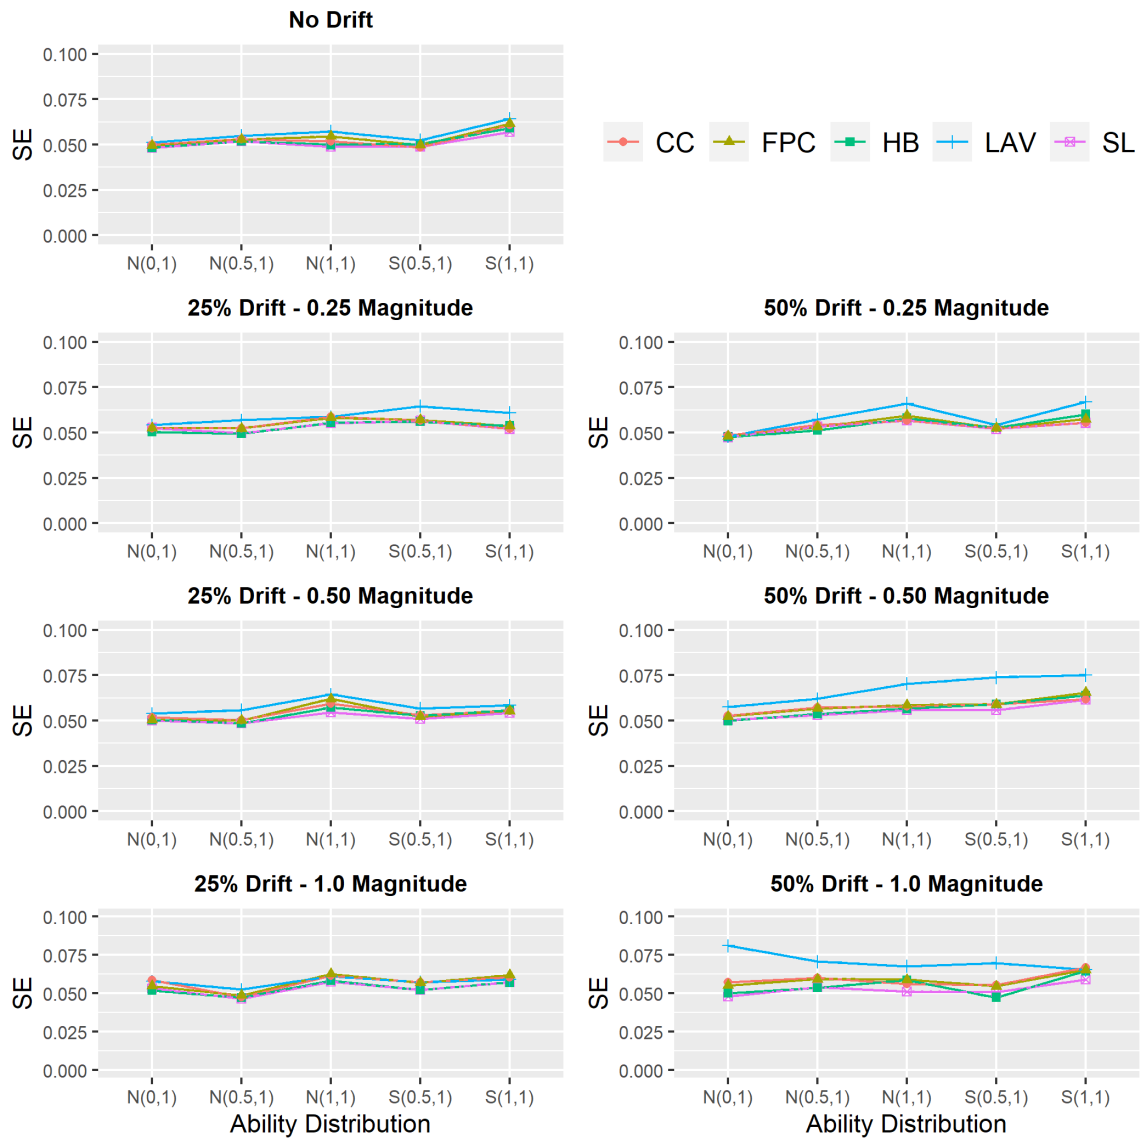 No Drift
0.100
0.075
0.050
0.025
0.000
SE
N(0,1) N(0.5,1) N(1,1) S(0.5,1) S(1,1)
CC FPC HB LAV SL
25% Drift - 0.25 Magnitude
0.100
0.075
0.050
0.025
0.000
SE
N(0,1) N(0.5,1) N(1,1) S(0.5,1) S(1,1)
50% Drift - 0.25 Magnitude
0.100
0.075
0.050
0.025
0.000
SE
N(0,1) N(0.5,1) N(1,1) S(0.5,1) S(1,1)
25% Drift - 0.50 Magnitude
0.100
0.075
0.050
0.025
0.000
SE
N(0,1) N(0.5,1) N(1,1) S(0.5,1) S(1,1)
50% Drift - 0.50 Magnitude
0.100
0.075
0.050
0.025
0.000
SE
N(0,1) N(0.5,1) N(1,1) S(0.5,1) S(1,1)
25% Drift - 1.0 Magnitude
0.100
0.075
0.050
0.025
0.000
SE
N(0,1) N(0.5,1) N(1,1) S(0.5,1) S(1,1)
Ability Distribution
50% Drift - 1.0 Magnitude
0.100
0.075
0.050
0.025
0.000
SE
N(0,1) N(0.5,1) N(1,1) S(0.5,1) S(1,1)
Ability Distribution